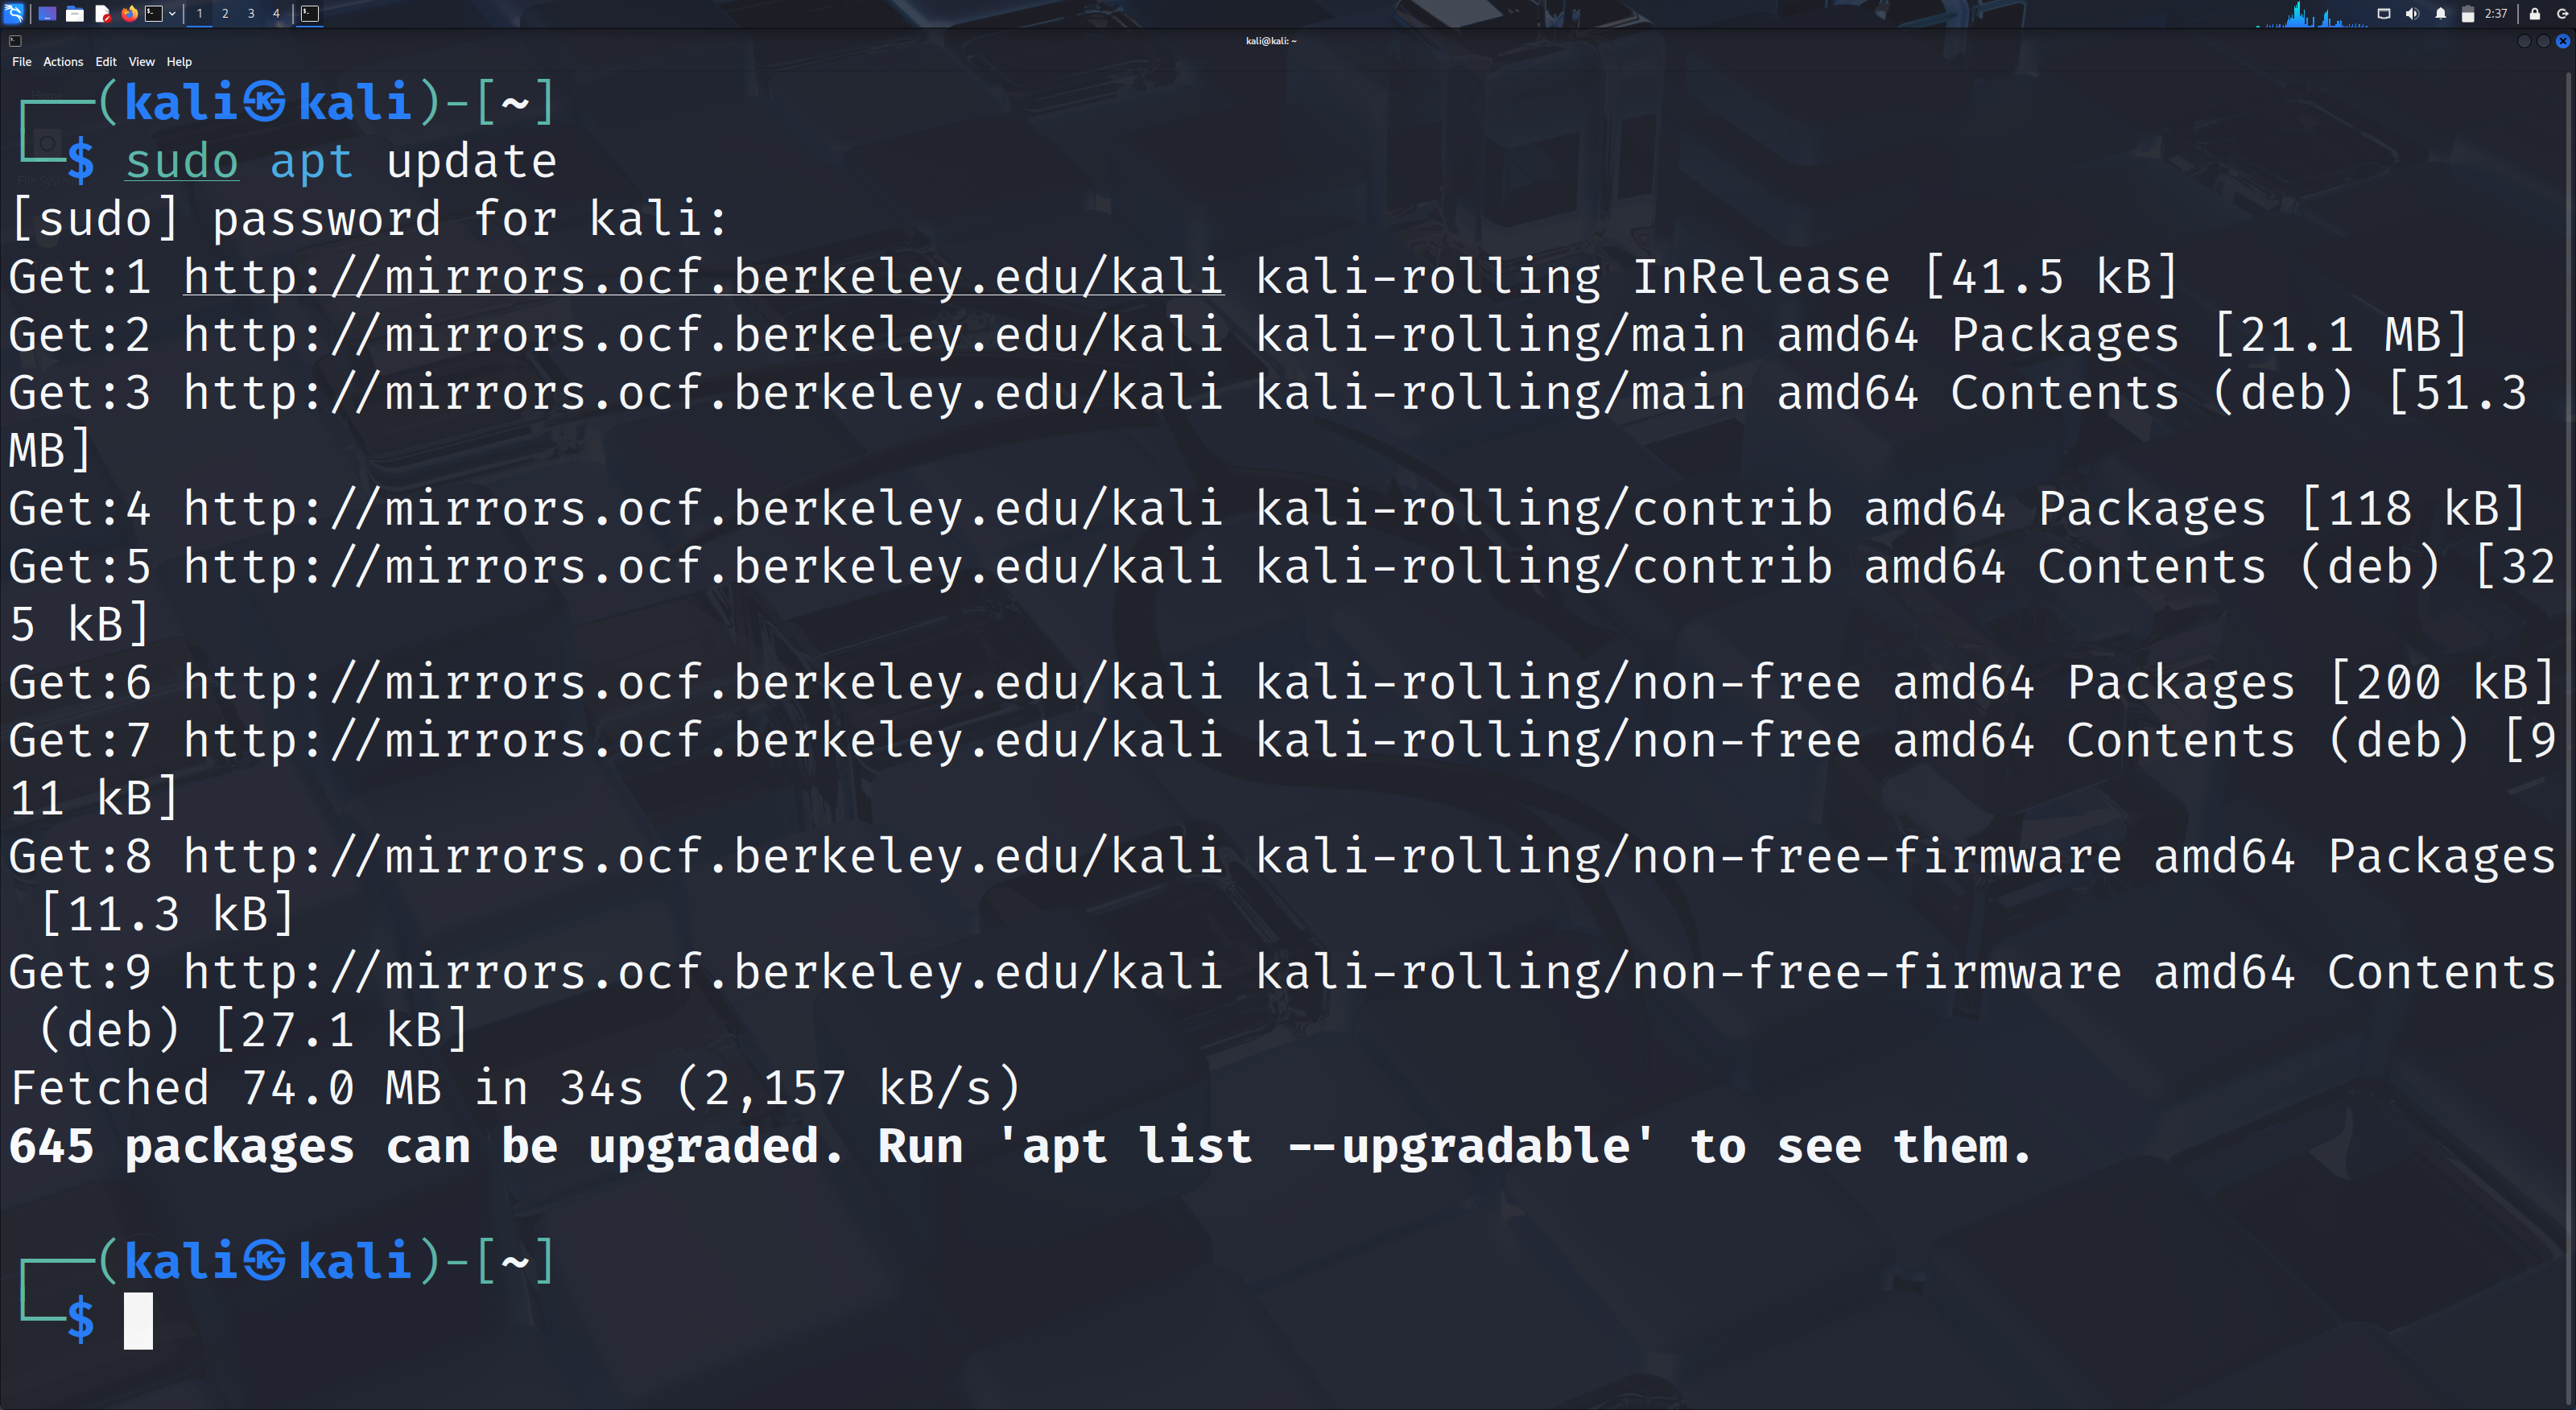 1 2 3 4 2:37
kali@kali: ~
File Actions Edit View Help
┌──(kali㉿kali)-[~]
└─$ sudo apt update
[sudo] password for kali:
Get:1 http://mirrors.ocf.berkeley.edu/kali kali-rolling InRelease [41.5 kB]
Get:2 http://mirrors.ocf.berkeley.edu/kali kali-rolling/main amd64 Packages [21.1 MB]
Get:3 http://mirrors.ocf.berkeley.edu/kali kali-rolling/main amd64 Contents (deb) [51.3
MB]
Get:4 http://mirrors.ocf.berkeley.edu/kali kali-rolling/contrib amd64 Packages [118 kB]
Get:5 http://mirrors.ocf.berkeley.edu/kali kali-rolling/contrib amd64 Contents (deb) [32
5 kB]
Get:6 http://mirrors.ocf.berkeley.edu/kali kali-rolling/non-free amd64 Packages [200 kB]
Get:7 http://mirrors.ocf.berkeley.edu/kali kali-rolling/non-free amd64 Contents (deb) [9
11 kB]
Get:8 http://mirrors.ocf.berkeley.edu/kali kali-rolling/non-free-firmware amd64 Packages
[11.3 kB]
Get:9 http://mirrors.ocf.berkeley.edu/kali kali-rolling/non-free-firmware amd64 Contents
(deb) [27.1 kB]
Fetched 74.0 MB in 34s (2,157 kB/s)
645 packages can be upgraded. Run 'apt list --upgradable' to see them.
┌──(kali㉿kali)-[~]
└─$